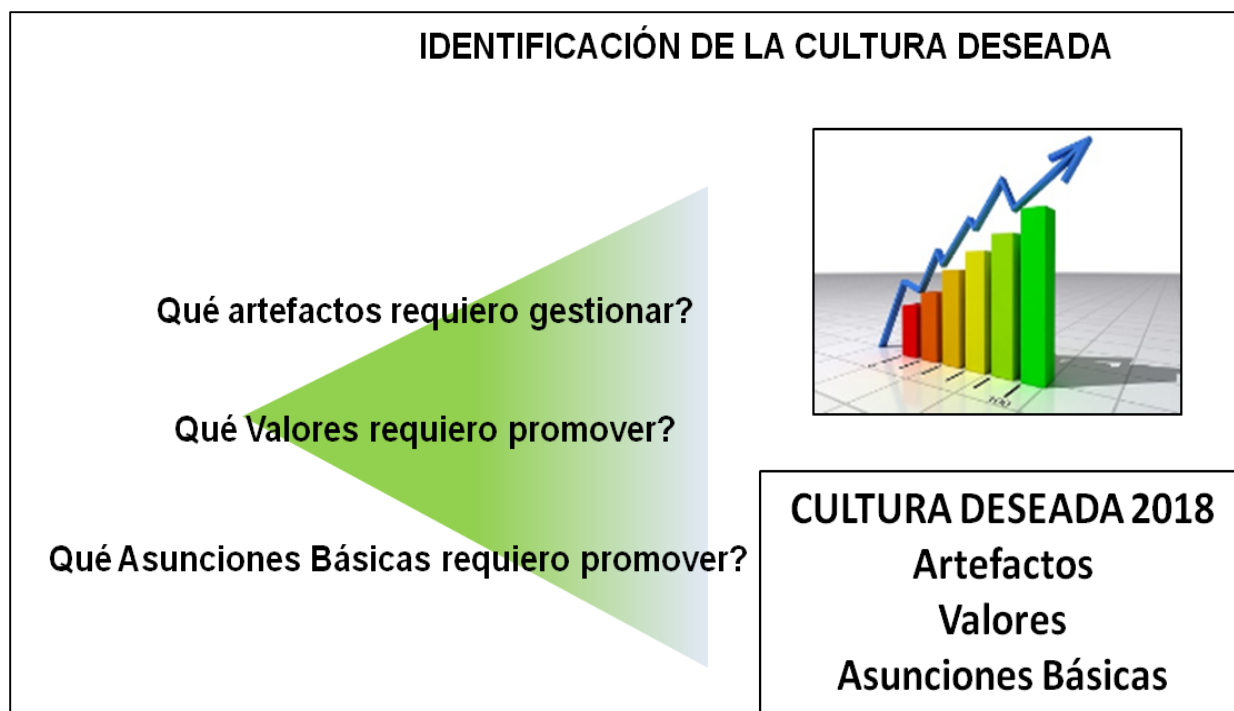 IDENTIFICACIÓN DE LA CULTURA DESEADA
Qué artefactos requiero gestionar?
Qué Valores requiero promover?
Qué Asunciones Básicas requiero promover?
100
CULTURA DESEADA 2018
Artefactos
Valores
Asunciones Básicas